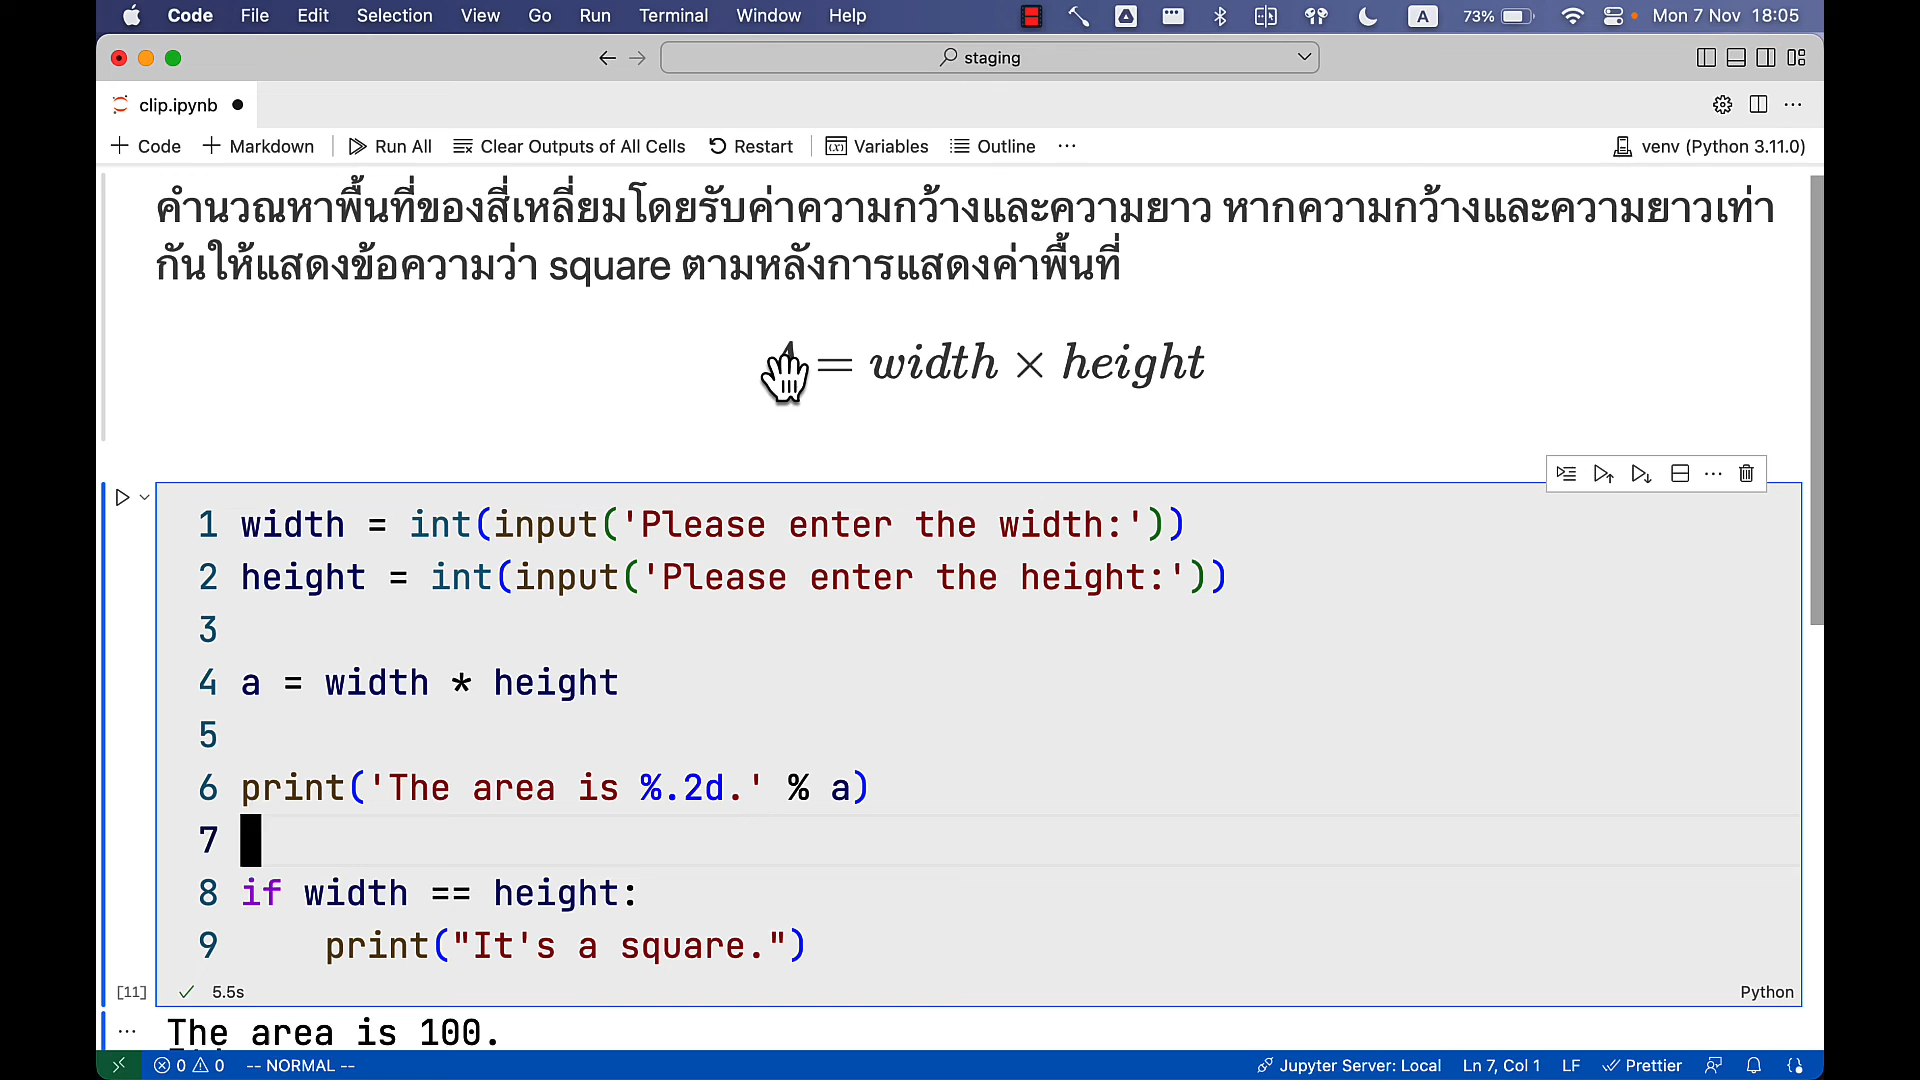 Code File Edit Selection View Go Run Terminal Window Help A 73% Mon 7 Nov 18:05
staging
clip.ipynb
Code Markdown Run All Clear Outputs of All Cells Restart Variables Outline ··· venv (Python 3.11.0)
คำนวณหาพื้นที่ของสี่เหลี่ยมโดยรับค่าความกว้างและความยาว หากความกว้างและความยาวเท่า
กันให้แสดงข้อความว่า square ตามหลังการแสดงค่าพื้นที่
= width × height
1 width = int(input('Please enter the width:'))
2 height = int(input('Please enter the height:'))
3
4 a = width * height
5
6 print('The area is %.2d.' % a)
7
8 if width == height:
9 print("It's a square.")
[11] 5.5s Python
The area is 100.
0 0 -- NORMAL -- Jupyter Server: Local Ln 7, Col 1 LF Prettier